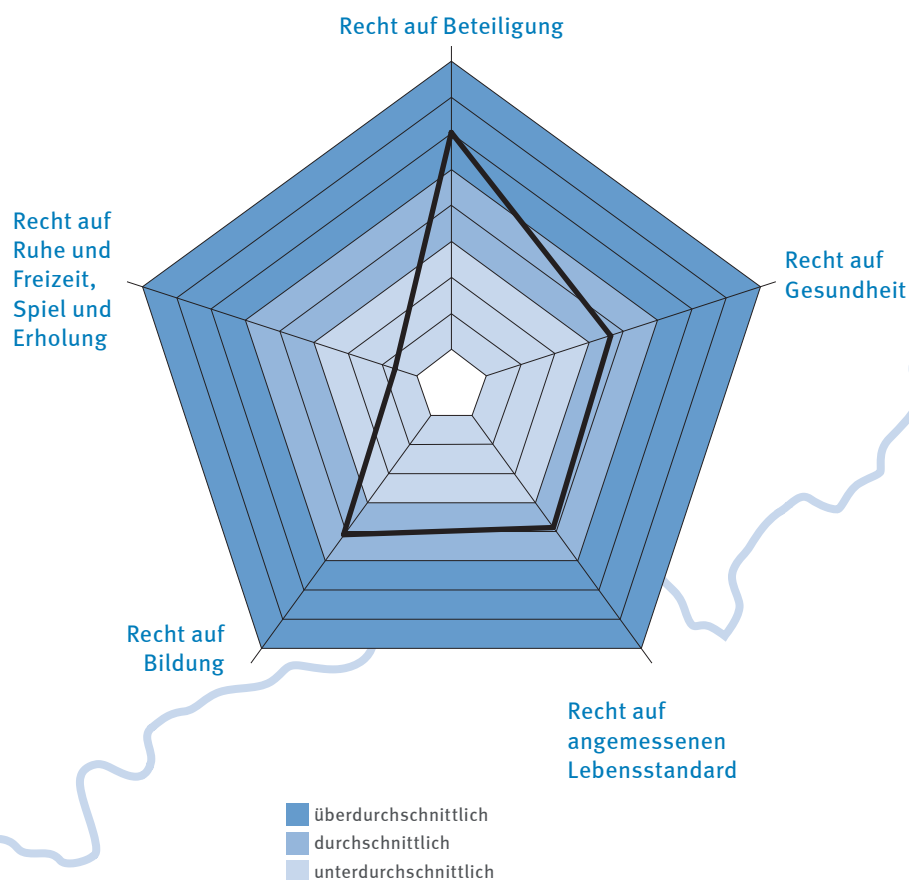 Recht auf Beteiligung
Recht auf
Ruhe und
Freizeit,
Spiel und
Erholung
Recht auf
Gesundheit
Recht auf
Bildung
Recht auf
angemessenen
Lebensstandard
überdurchschnittlich
durchschnittlich
unterdurchschnittlich